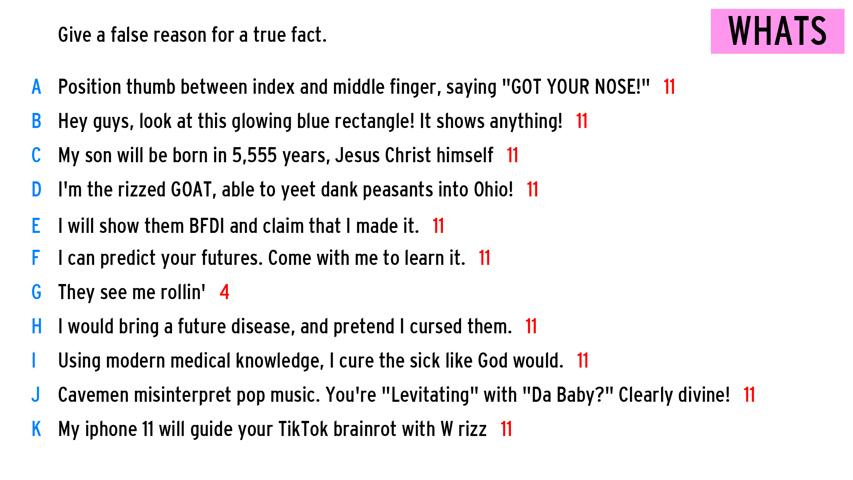 Give a false reason for a true fact.
WHATS
A Position thumb between index and middle finger, saying "GOT YOUR NOSE!" 11
B Hey guys, look at this glowing blue rectangle! It shows anything! 11
C My son will be born in 5,555 years, Jesus Christ himself 11
D I'm the rizzed GOAT, able to yeet dank peasants into Ohio! 11
E I will show them BFDI and claim that I made it. 11
F I can predict your futures. Come with me to learn it. 11
G They see me rollin' 4
H I would bring a future disease, and pretend I cursed them. 11
I Using modern medical knowledge, I cure the sick like God would. 11
J Cavemen misinterpret pop music. You're "Levitating" with "Da Baby?" Clearly divine! 11
K My iphone 11 will guide your TikTok brainrot with W rizz 11